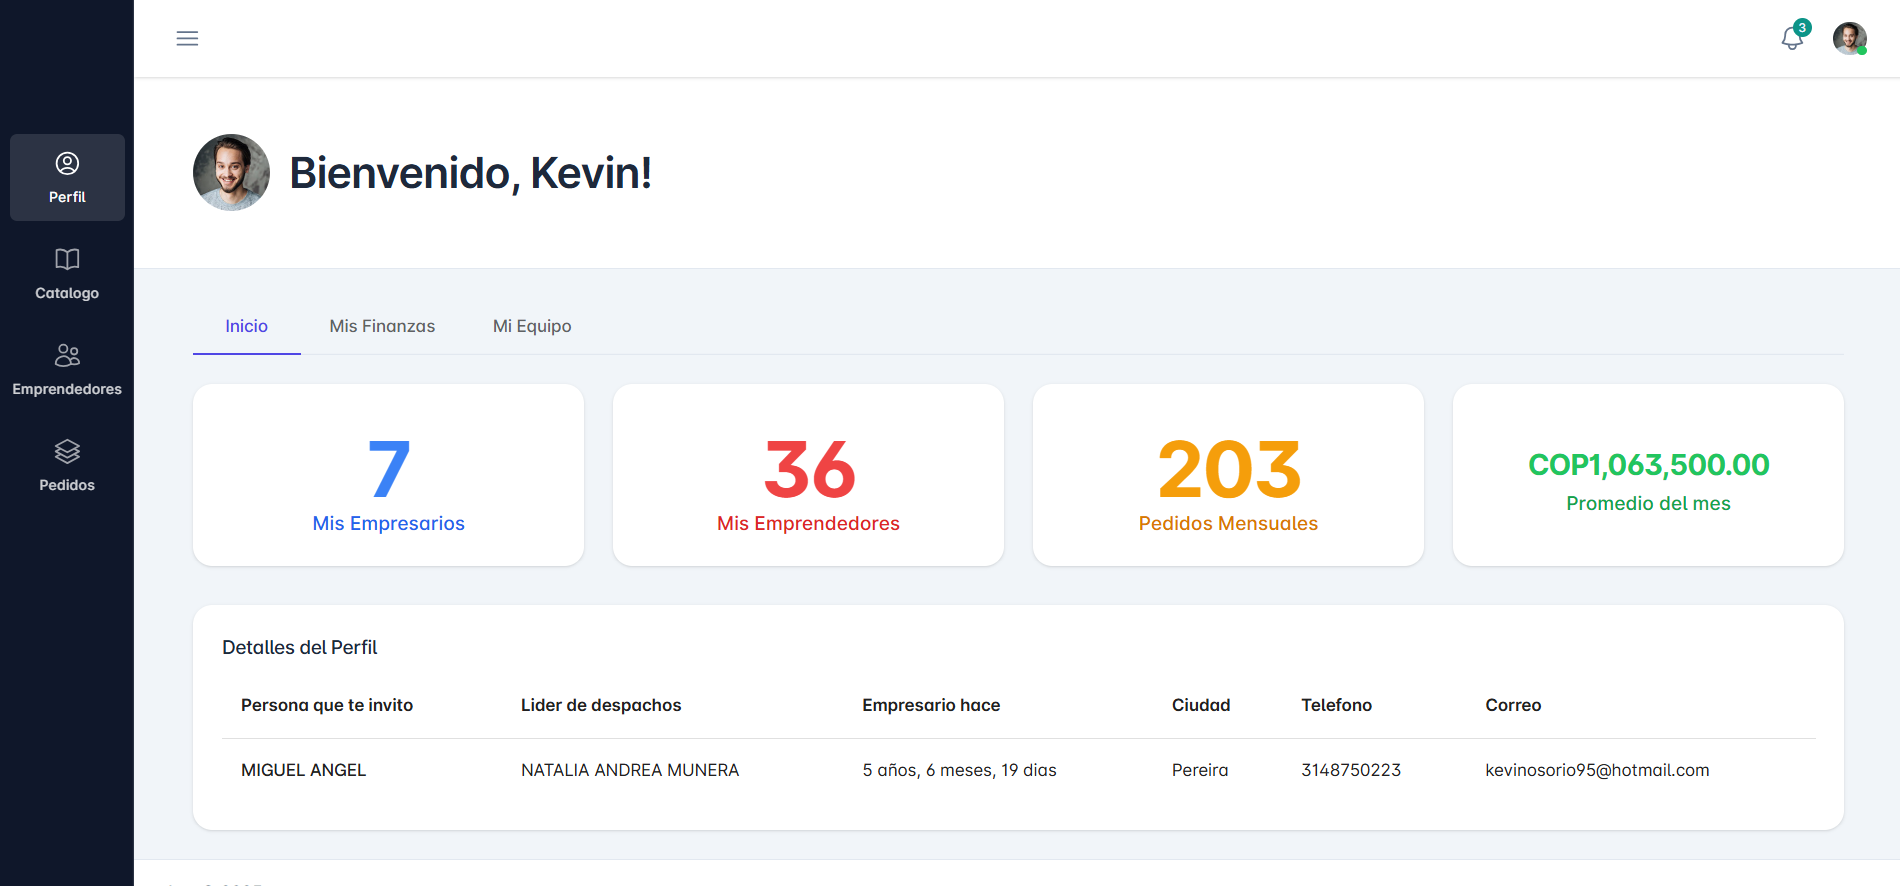 3
Bienvenido, Kevin!
Perfil
Catalogo
Emprendedores
Pedidos
Inicio Mis Finanzas Mi Equipo
7
Mis Empresarios
36
Mis Emprendedores
203
Pedidos Mensuales
COP1,063,500.00
Promedio del mes
Detalles del Perfil
Persona que te invito Lider de despachos Empresario hace Ciudad Telefono Correo
MIGUEL ANGEL NATALIA ANDREA MUNERA 5 años, 6 meses, 19 dias Pereira 3148750223 kevinosorio95@hotmail.com